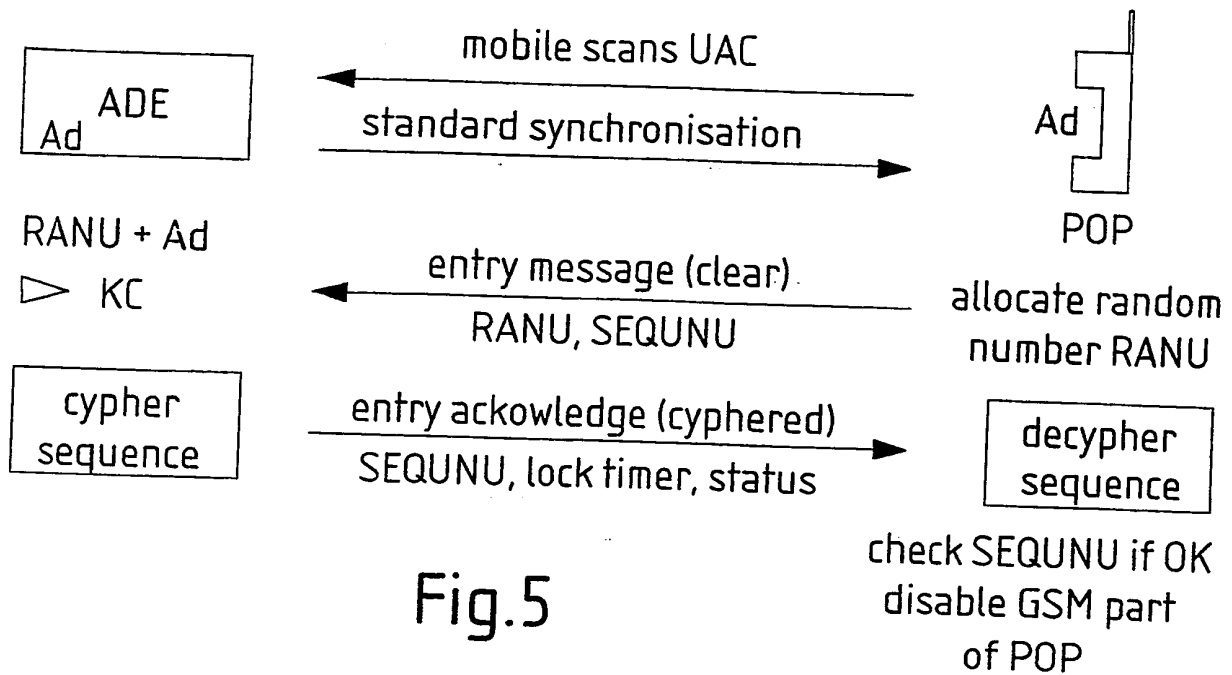 mobile scans UAC
ADE
Ad
standard synchronisation
Ad
POP
RANU + Ad
▷ KC
entry message (clear)
RANU, SEQUNU
allocate random
number RANU
cypher
sequence
entry ackowledge (cyphered)
SEQUNU, lock timer, status
decypher
sequence
check SEQUNU if OK
disable GSM part
of POP
Fig.5